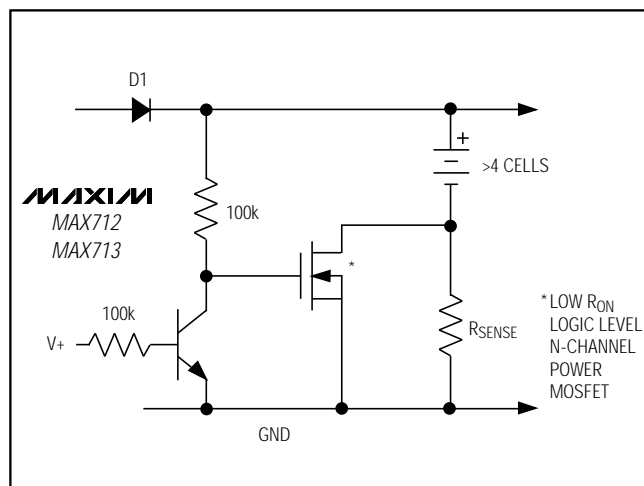 D1
+
>4 CELLS
MAXIM
MAX712
MAX713
100k
*
100k
V+
RSENSE
*LOW RON
LOGIC LEVEL
N-CHANNEL
POWER
MOSFET
GND